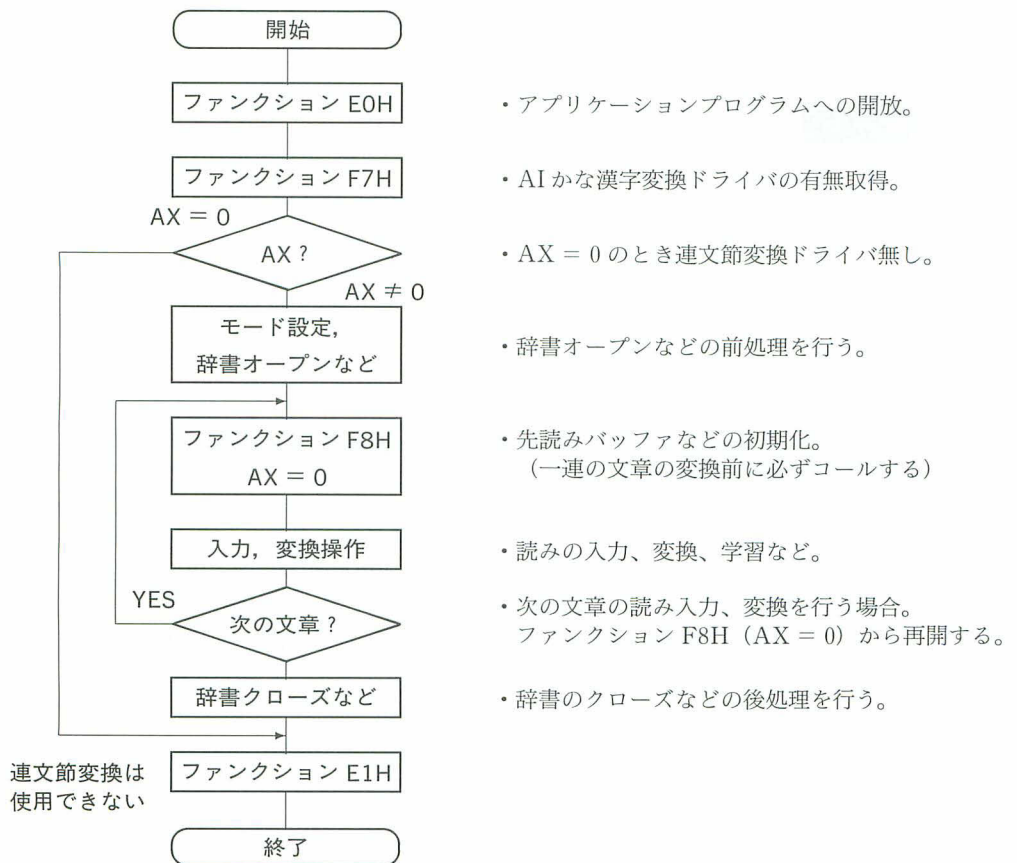 開始
ファンクション E0H
・アプリケーションプログラムへの開放。
ファンクション F7H
・AI かな漢字変換ドライバの有無取得。
AX = 0
AX ?
・AX = 0 のとき連文節変換ドライバ無し。
AX ≠ 0
モード設定,
辞書オープンなど
・辞書オープンなどの前処理を行う。
ファンクション F8H
AX = 0
・先読みバッファなどの初期化。
（一連の文章の変換前に必ずコールする）
入力, 変換操作
・読みの入力、変換、学習など。
YES
次の文章 ?
・次の文章の読み入力、変換を行う場合。
ファンクション F8H（AX = 0）から再開する。
辞書クローズなど
・辞書のクローズなどの後処理を行う。
連文節変換は
使用できない
ファンクション E1H
終了